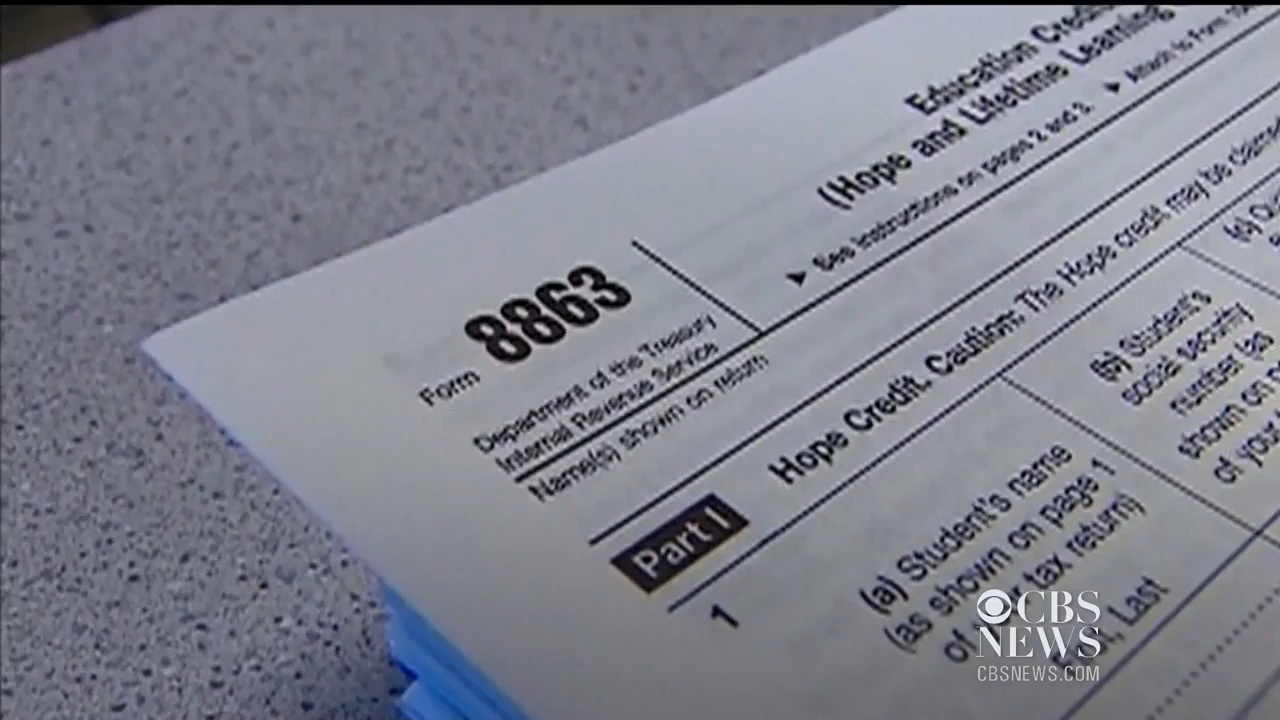 Education Credits
(Hope and Lifetime Learning
▶ See instructions on pages 2 and 3. ▶ Attach to Form
Form 8863
Department of the Treasury
Internal Revenue Service
Name(s) shown on return
Part I Hope Credit. Caution: The Hope credit may be claimed
1
(a) Student's name
(as shown on page 1
of your tax return)
First, Last
(b) Student's
social security
number (as
shown on
of your
(c)
CBS
NEWS
CBSNEWS.COM